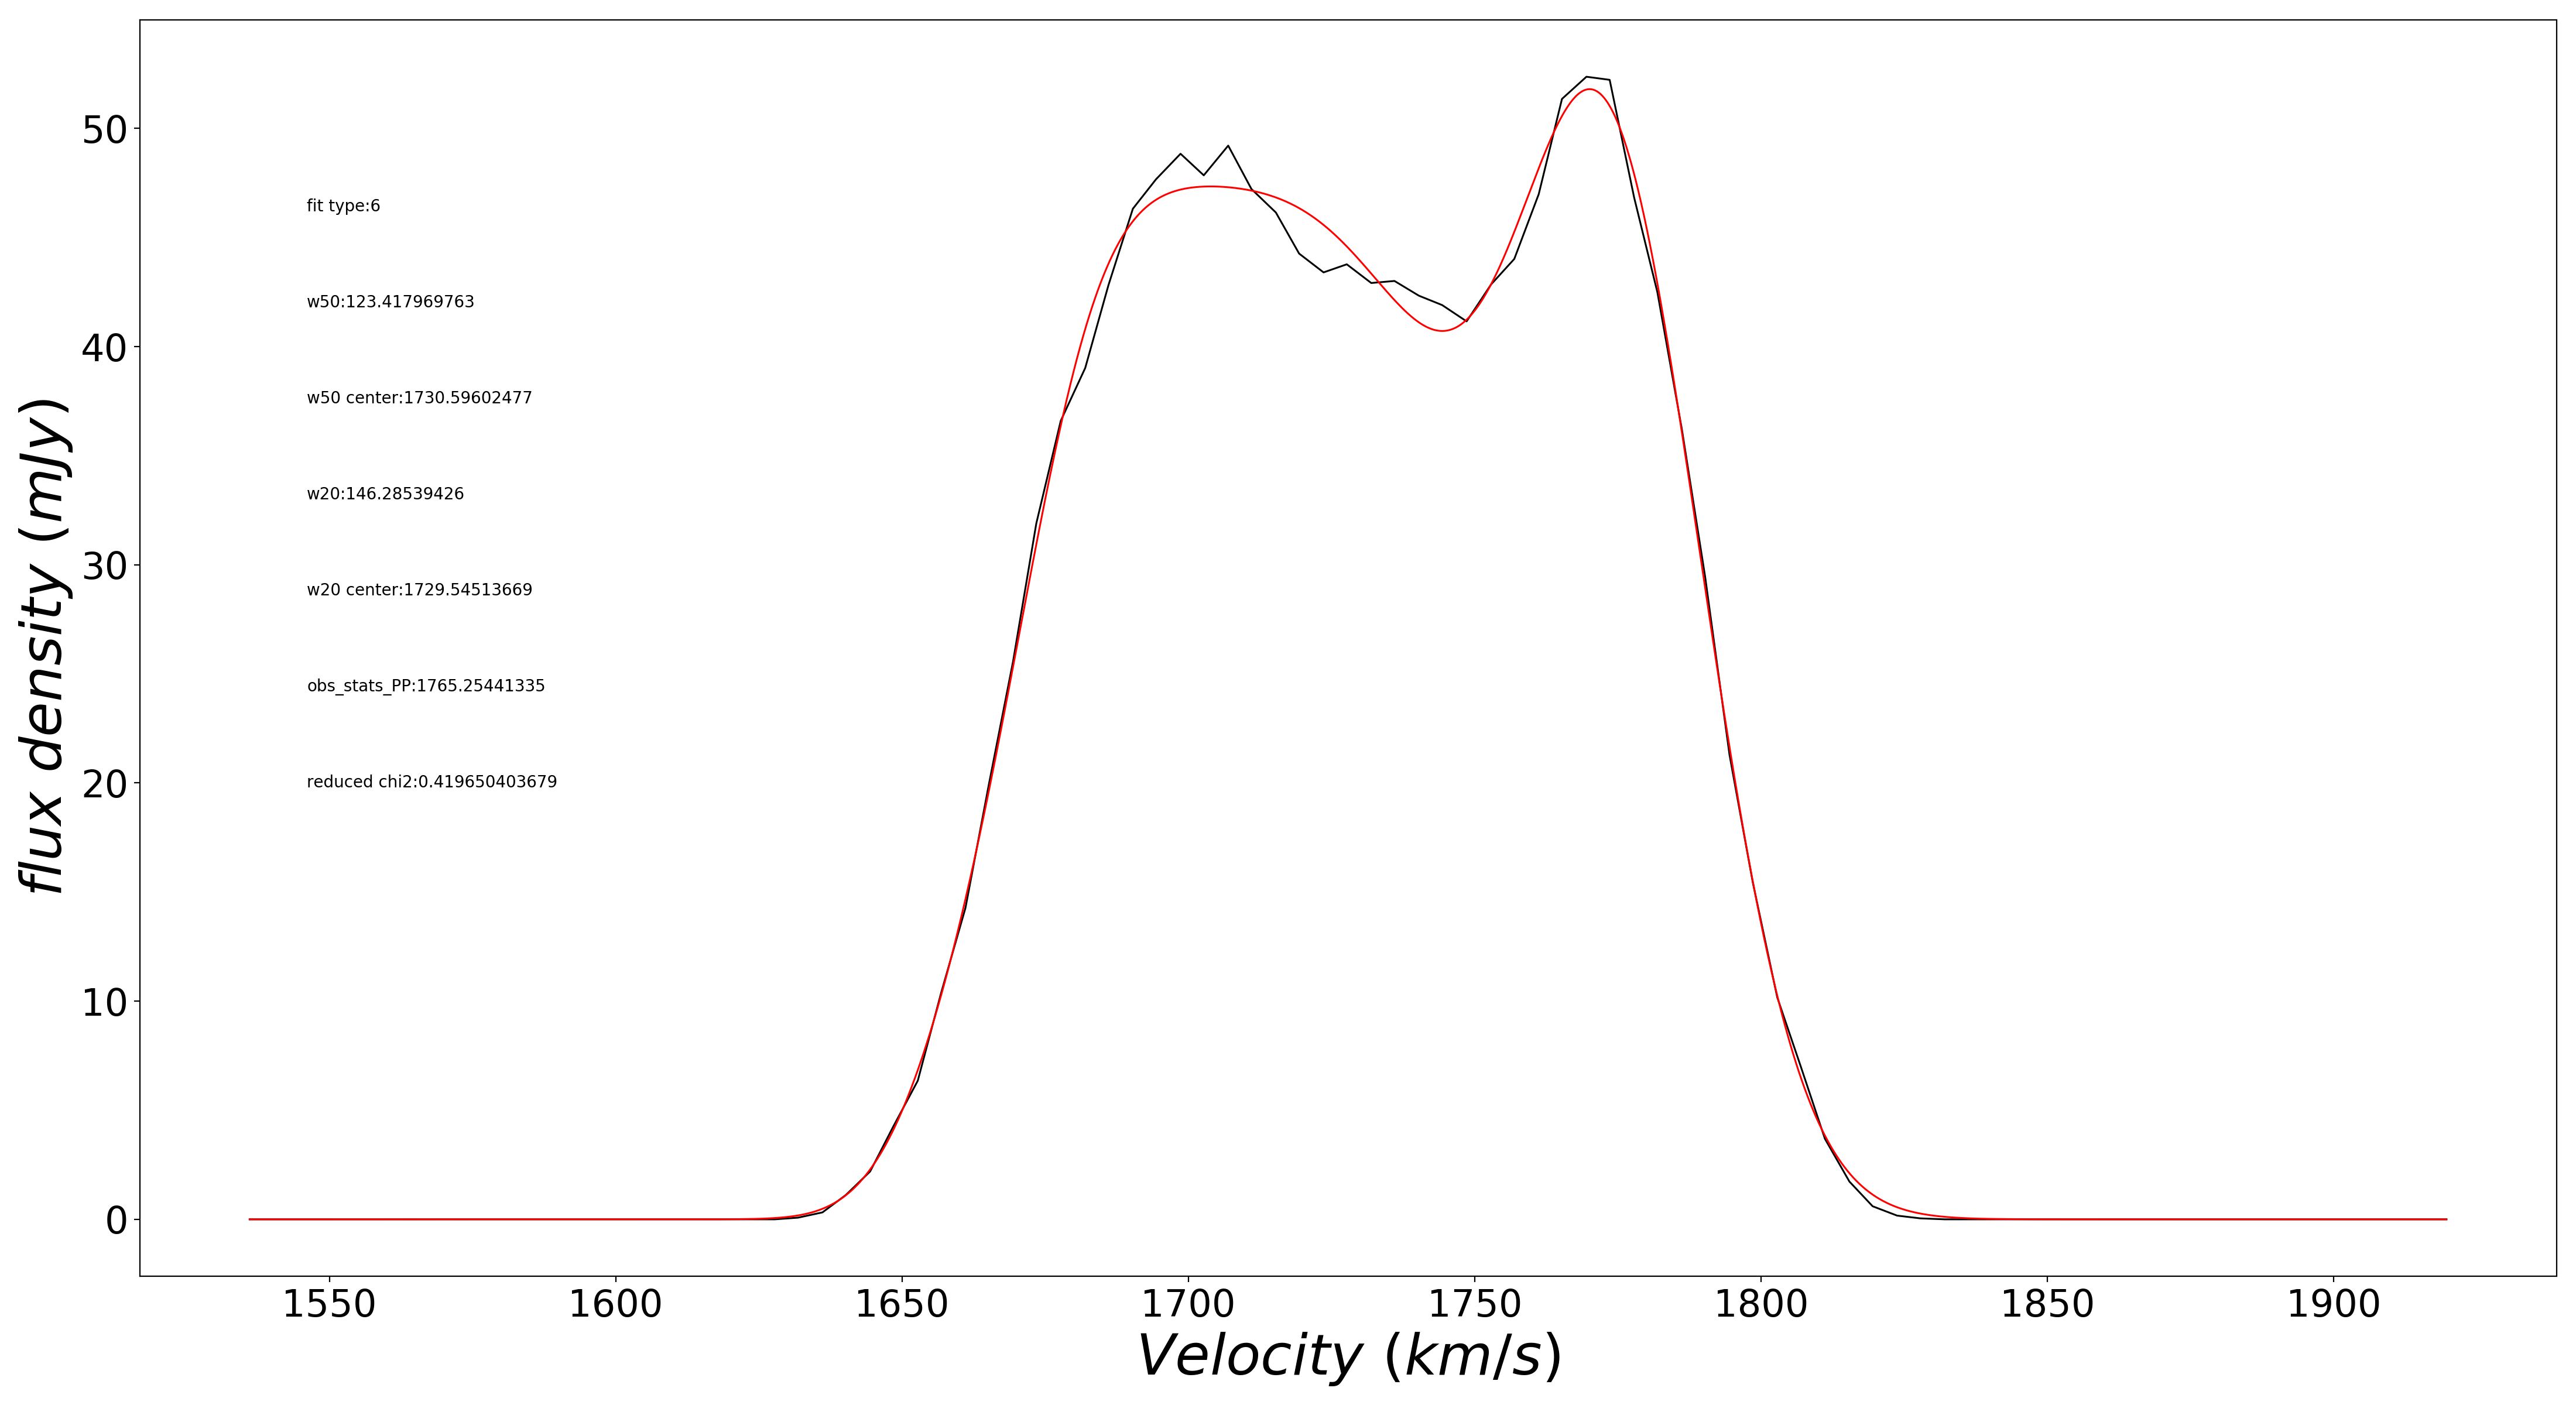 50
40
30
20
10
0
flux density (mJy)
fit type:6
w50:123.417969763
w50 center:1730.59602477
w20:146.28539426
w20 center:1729.54513669
obs_stats_PP:1765.25441335
reduced chi2:0.419650403679
1550 1600 1650 1700 1750 1800 1850 1900
Velocity (km/s)